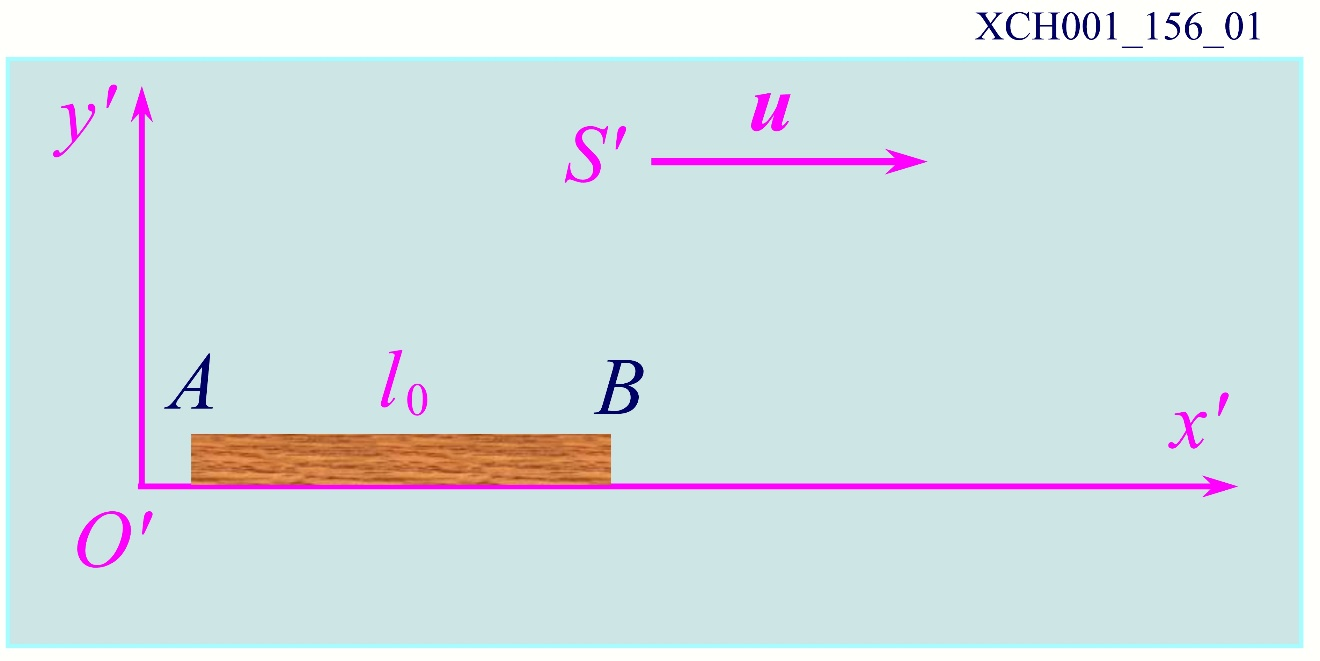 XCH001_156_01
y'
S'
u
A
l₀
B
x'
O'